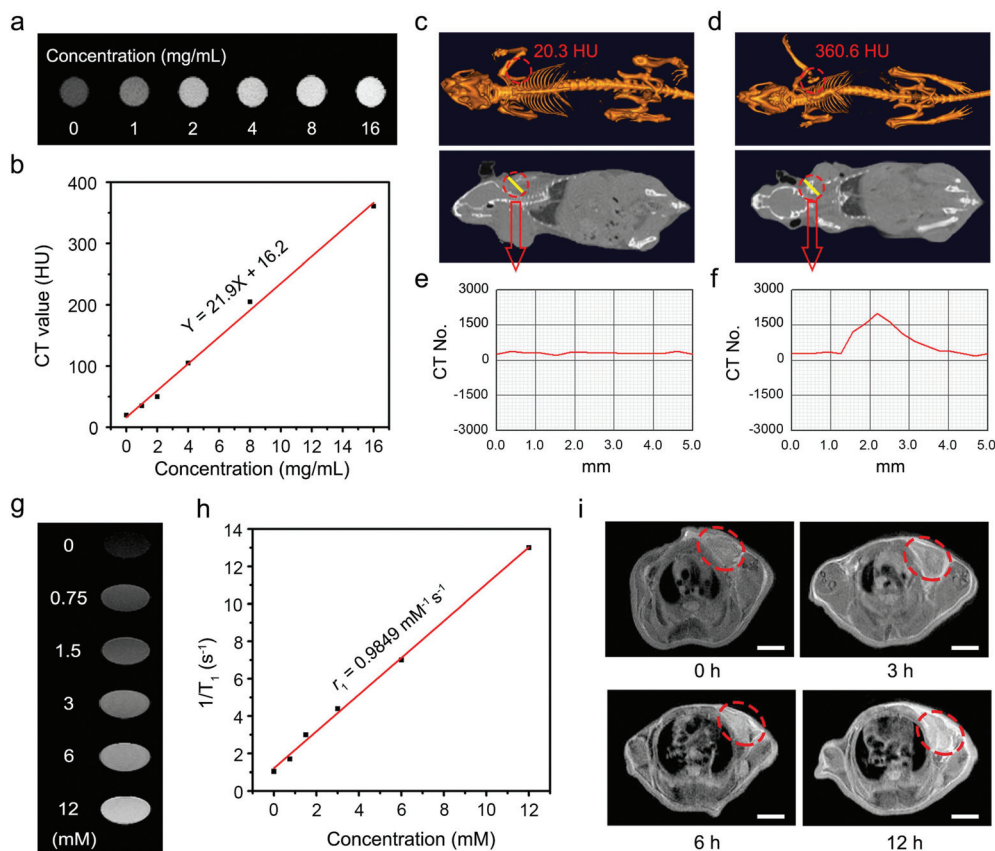 a
Concentration (mg/mL)
0 1 2 4 8 16
b
400
300
200
100
0
CT value (HU)
Y = 21.9X + 16.2
0 2 4 6 8 10 12 14 16
Concentration (mg/mL)
c
20.3 HU
d
360.6 HU
e
3000
1500
0
-1500
-3000
CT No.
0.0 1.0 2.0 3.0 4.0 5.0
mm
f
3000
1500
0
-1500
-3000
CT No.
0.0 1.0 2.0 3.0 4.0 5.0
mm
g
0
0.75
1.5
3
6
12
(mM)
h
14
12
10
8
6
4
2
0
1/T₁ (s⁻¹)
r₁ = 0.9849 mM⁻¹s⁻¹
0 2 4 6 8 10 12
Concentration (mM)
i
0 h 3 h
6 h 12 h